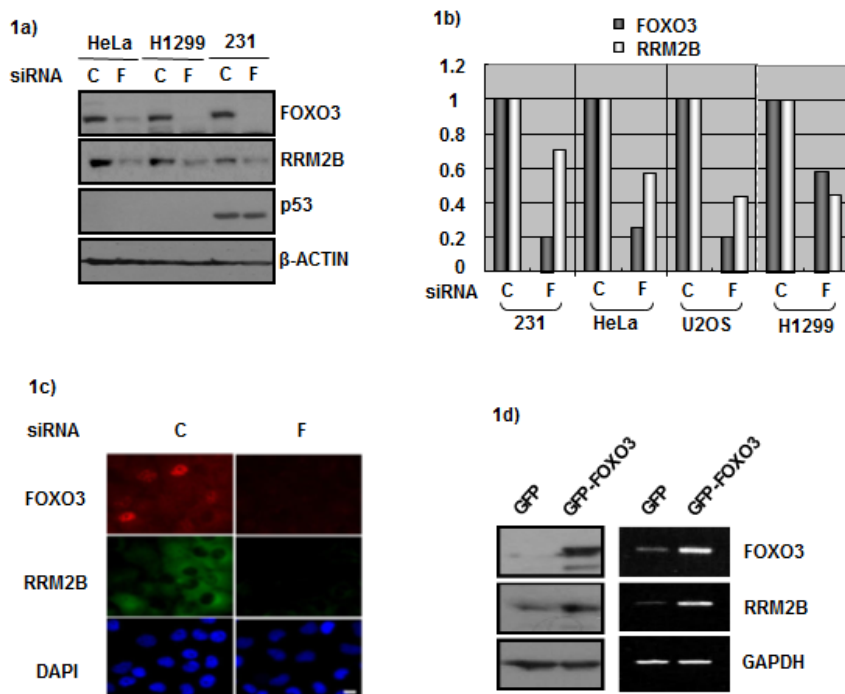 1a)
HeLa H1299 231
siRNA C F C F C F
FOXO3
RRM2B
p53
β-ACTIN
1b)
FOXO3
RRM2B
1.2
1
0.8
0.6
0.4
0.2
0
siRNA C F C F C F C F
231 HeLa U2OS H1299
1c)
siRNA C F
FOXO3
RRM2B
DAPI
1d)
GFP GFP-FOXO3 GFP GFP-FOXO3
FOXO3
RRM2B
GAPDH